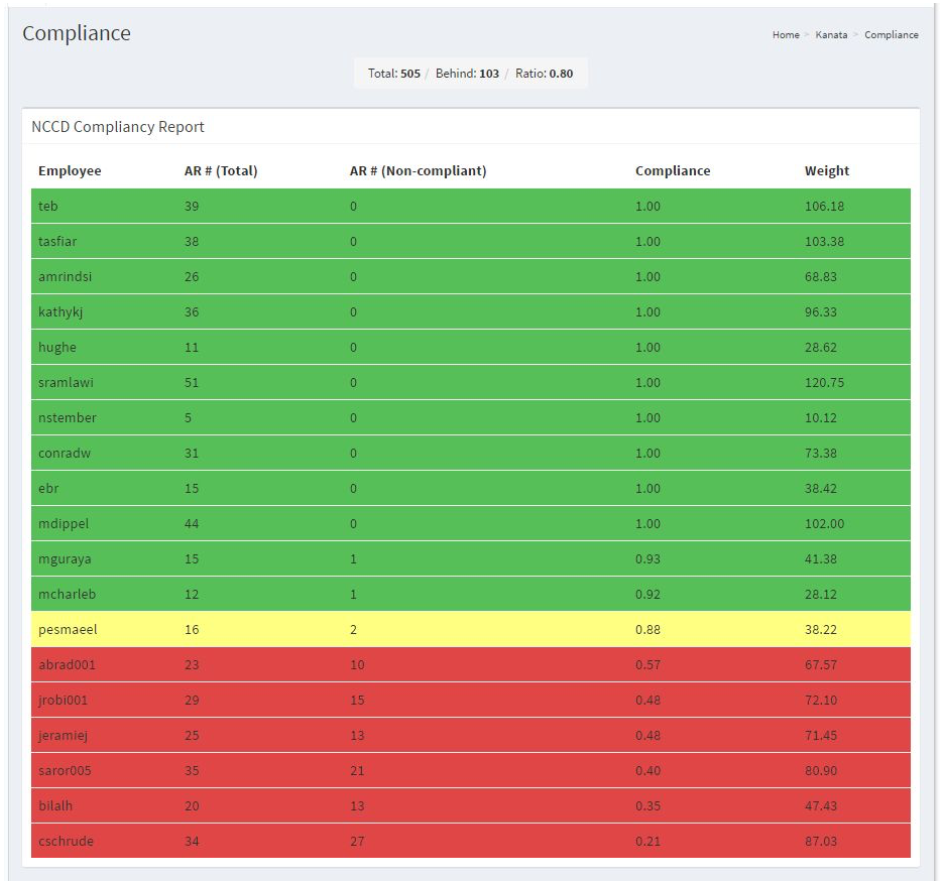 Compliance
Home > Kanata > Compliance
Total: 505 / Behind: 103 / Ratio: 0.80
NCCD Compliancy Report
Employee AR # (Total) AR # (Non-compliant) Compliance Weight
teb 39 0 1.00 106.18
tasfiar 38 0 1.00 103.38
amrindsi 26 0 1.00 68.83
kathykj 36 0 1.00 96.33
hughe 11 0 1.00 28.62
sramlawi 51 0 1.00 120.75
nstember 5 0 1.00 10.12
conradw 31 0 1.00 73.38
ebr 15 0 1.00 38.42
mdippel 44 0 1.00 102.00
mguraya 15 1 0.93 41.38
mcharleb 12 1 0.92 28.12
pesmaeel 16 2 0.88 38.22
abrad001 23 10 0.57 67.57
jrobi001 29 15 0.48 72.10
jeramiej 25 13 0.48 71.45
saror005 35 21 0.40 80.90
bilalh 20 13 0.35 47.43
cschrude 34 27 0.21 87.03